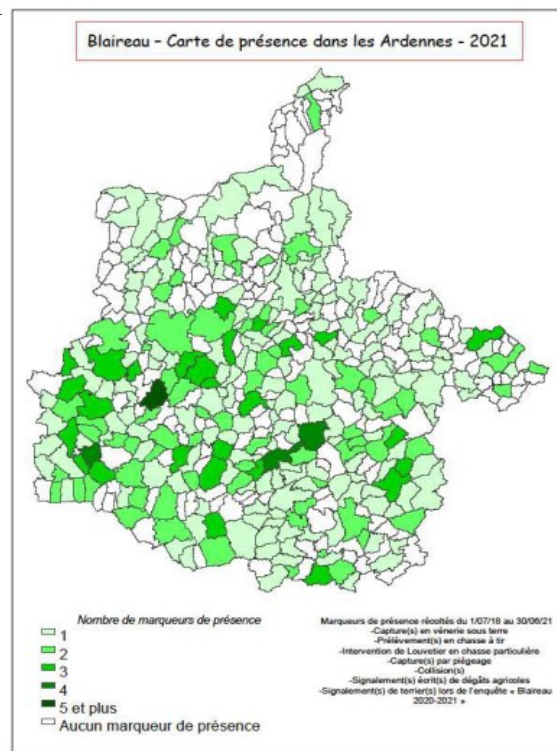 Blaireau – Carte de présence dans les Ardennes - 2021
Nombre de marqueurs de présence
1
2
3
4
5 et plus
Aucun marqueur de présence
Marqueurs de présence récoltés du 1/07/18 au 30/06/21
-Capture(s) en vènerie sous terre
-Prélèvement(s) en chasse à tir
-Intervention de Louvetier en chasse particulière
-Capture(s) par piégeage
-Collision(s)
-Signalement(s) écrit(s) de dégâts agricoles
-Signalement(s) de terrier(s) lors de l'enquête « Blaireau
2020-2021 »